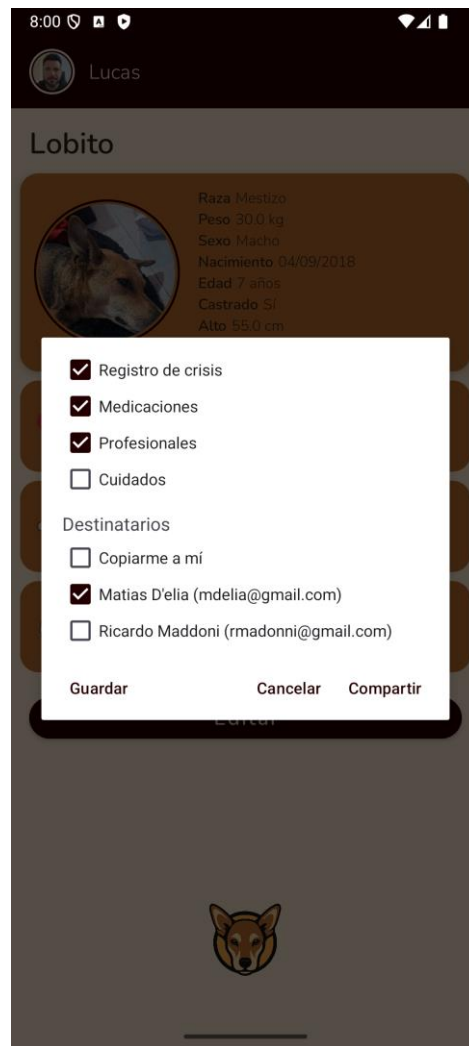 8:00
Lucas
Lobito
Raza Mestizo
Peso 30.0 kg
Sexo Macho
Nacimiento 04/09/2018
Edad 7 años
Castrado Sí
Alto 55.0 cm
Registro de crisis
Medicaciones
Profesionales
Cuidados
Destinatarios
Copiarme a mí
Matias D'elia (mdelia@gmail.com)
Ricardo Maddoni (rmadonni@gmail.com)
Guardar Cancelar Compartir
Editar